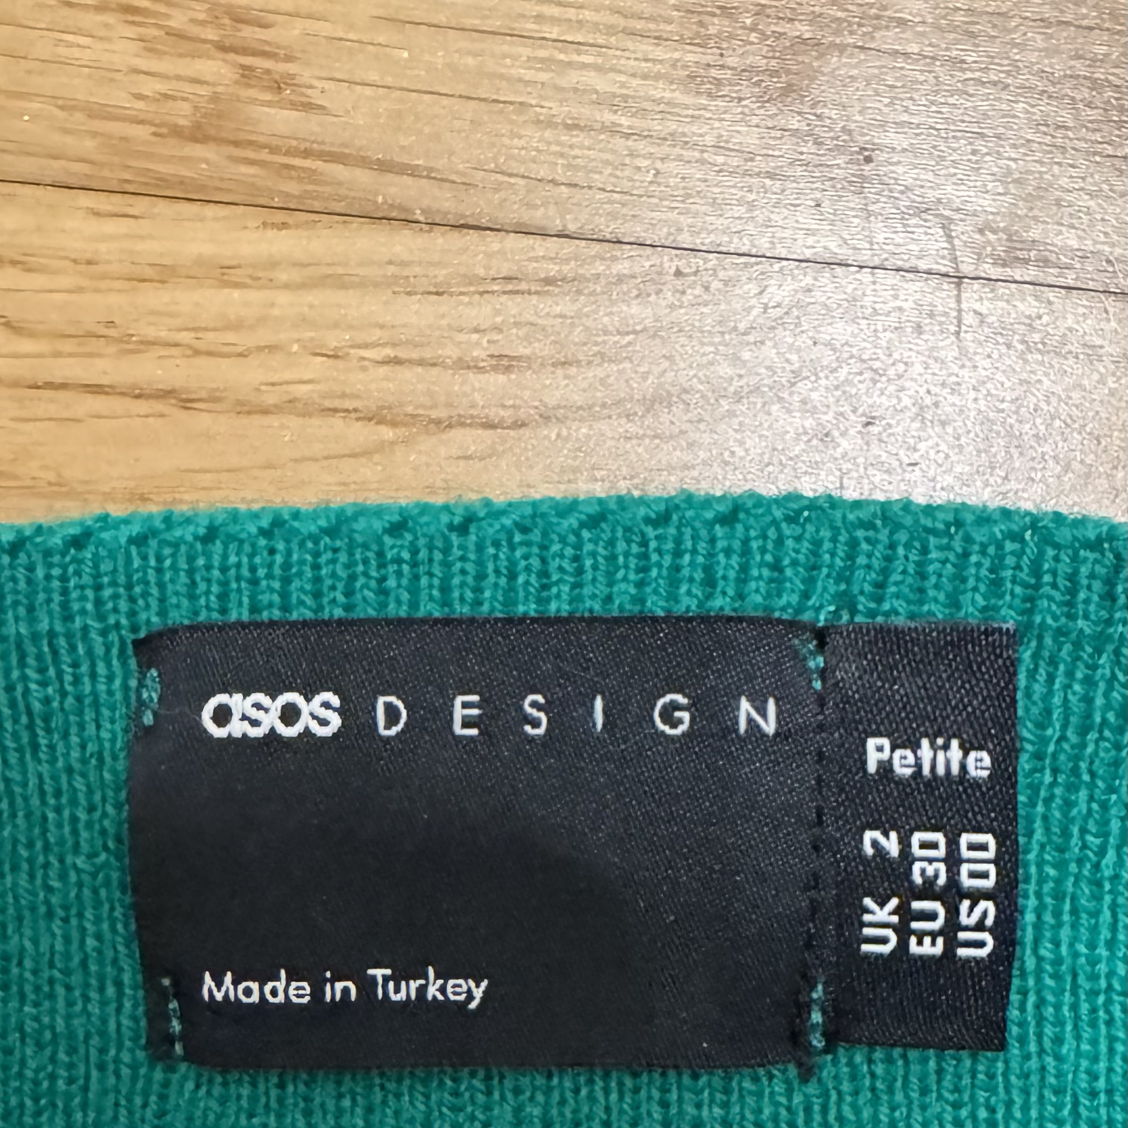 asos DESIGN
Made in Turkey
Petite
UK 2
EU 30
US 00